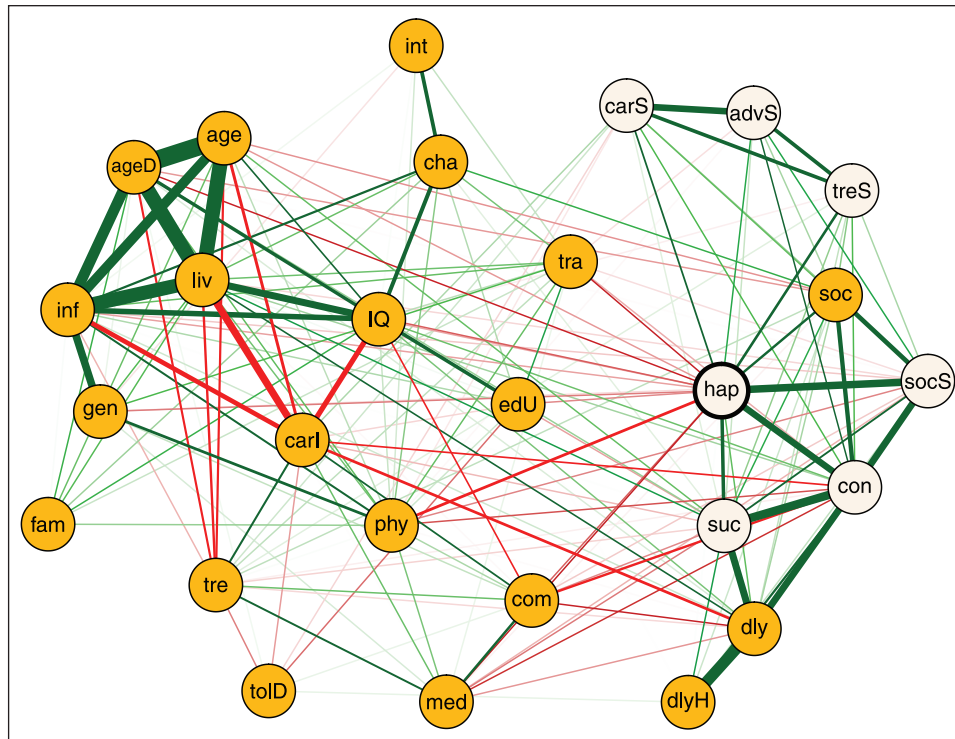 int
carS
advS
age
ageD
cha
treS
tra
liv
soc
inf
IQ
hap
socS
edU
gen
carI
con
fam
phy
suc
tre
com
dly
tolD
med
dlyH